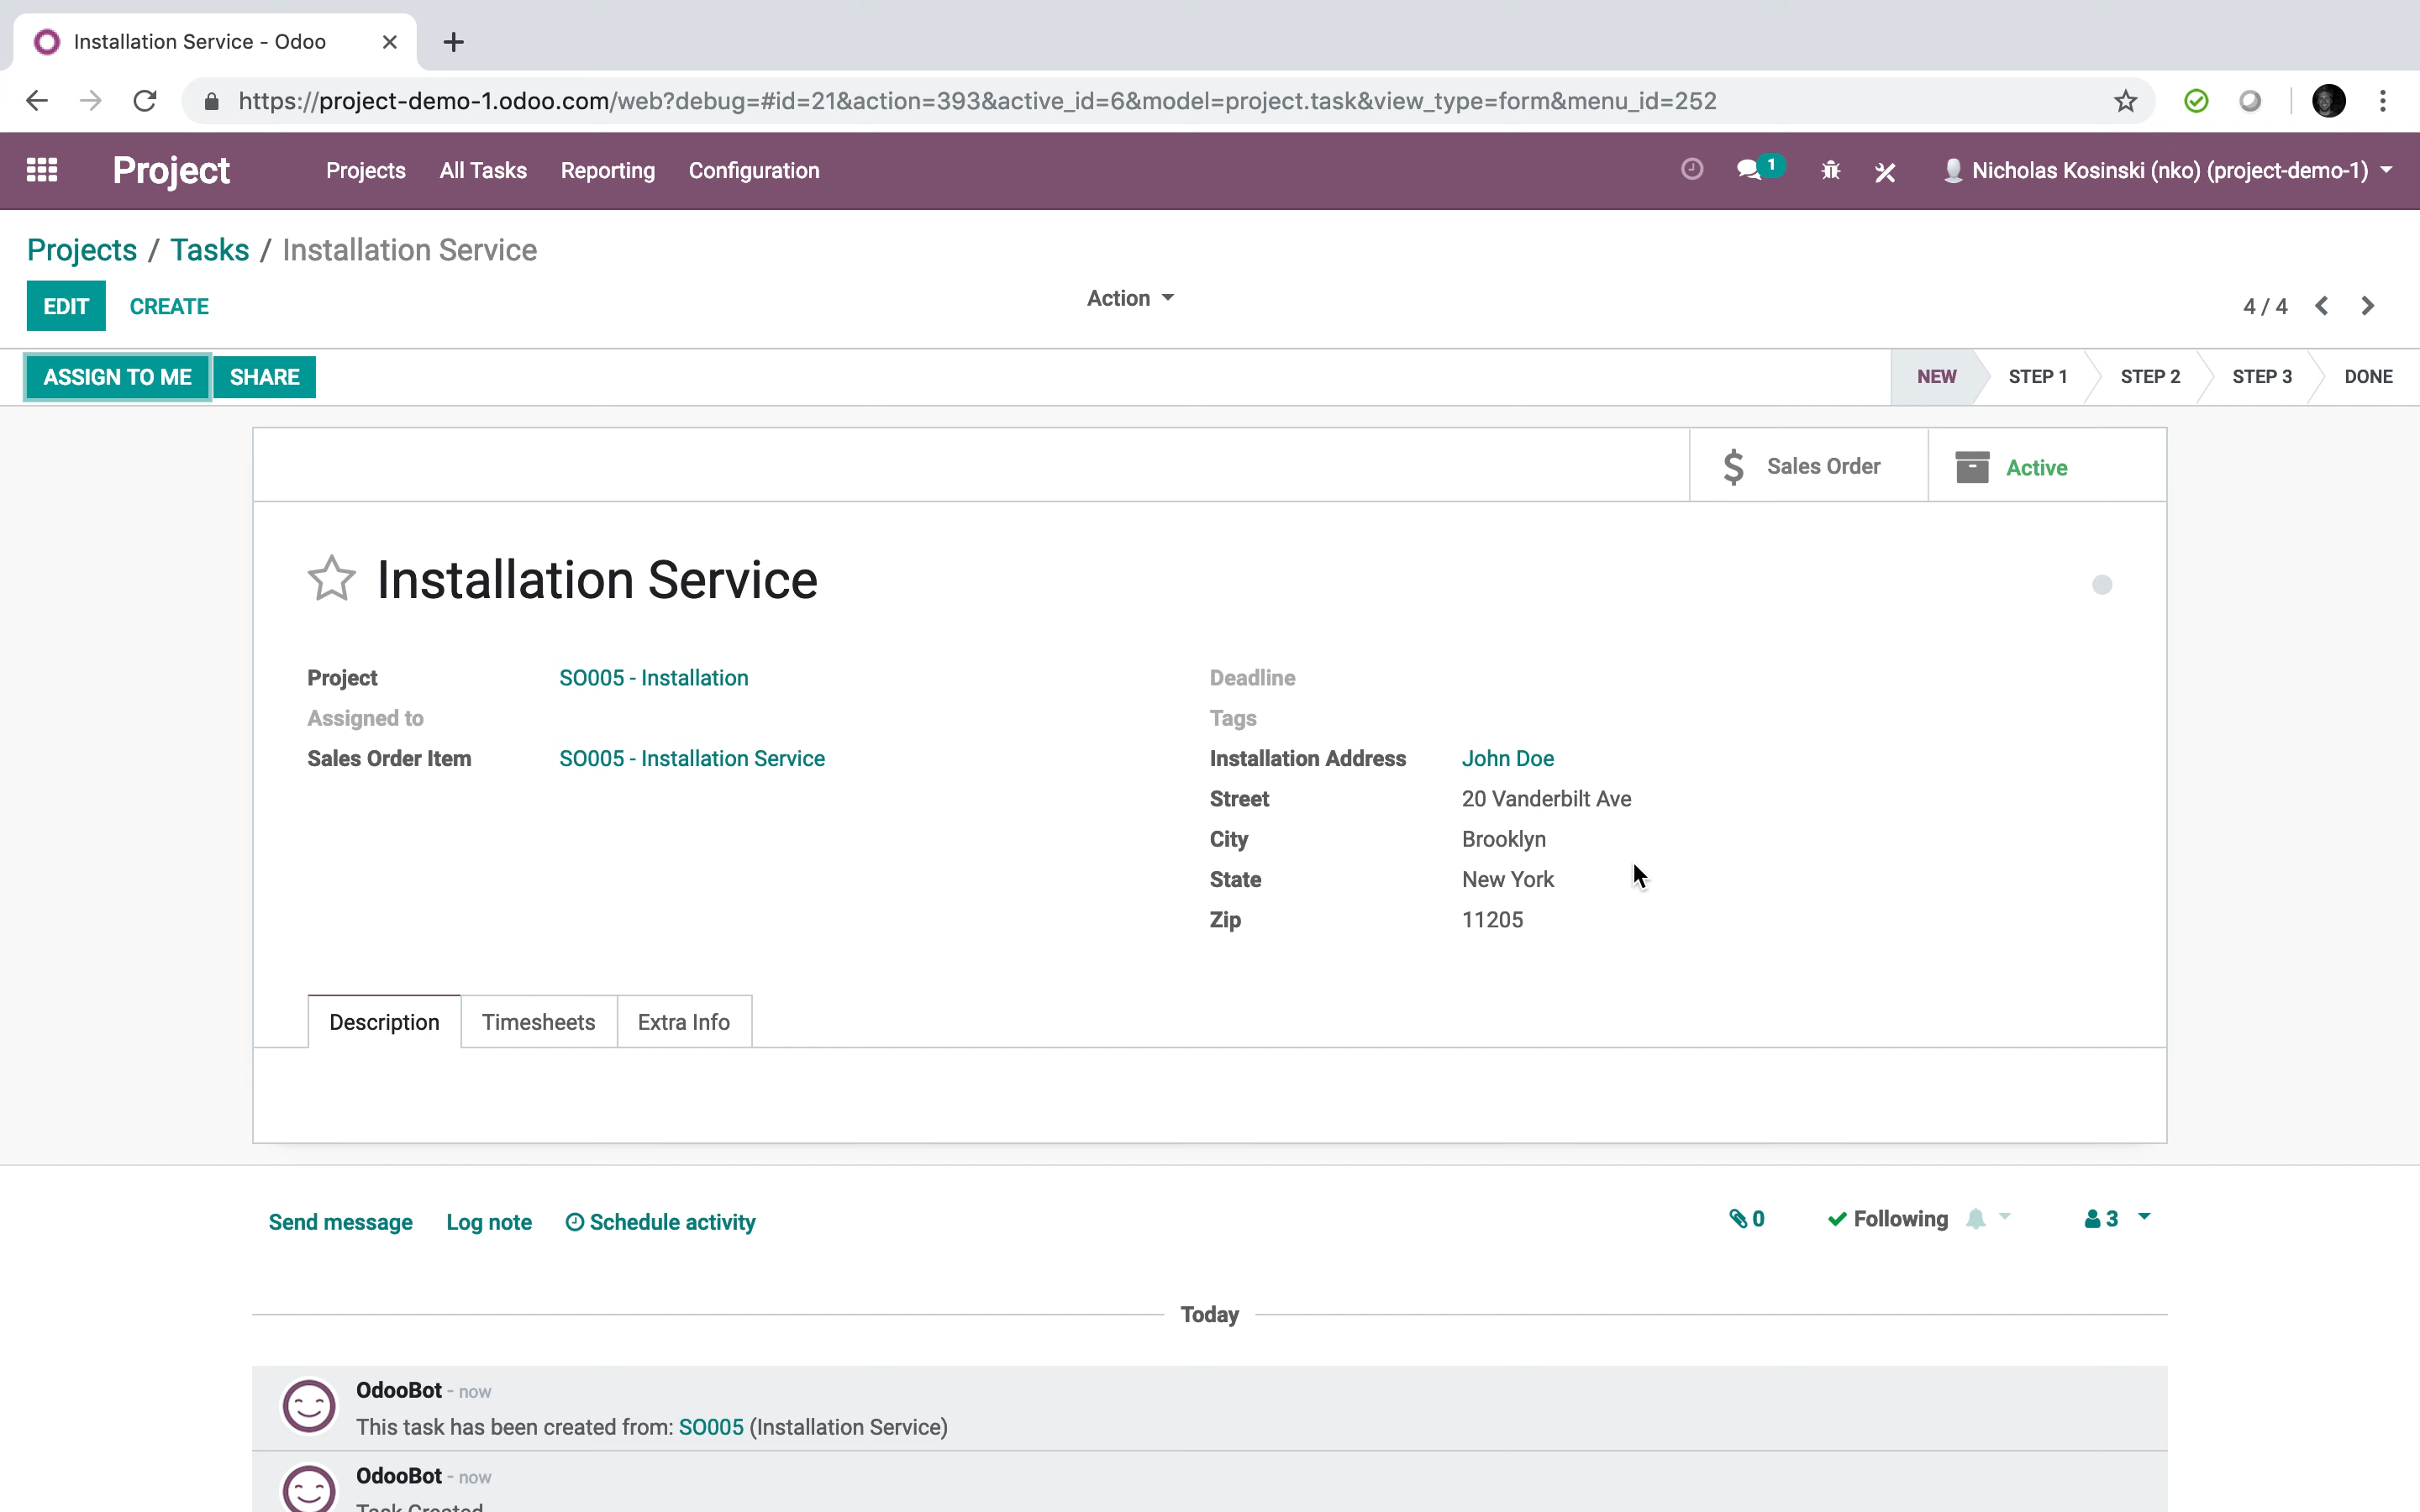 Installation Service - Odoo
https://project-demo-1.odoo.com/web?debug=#id=21&action=393&active_id=6&model=project.task&view_type=form&menu_id=252
Project Projects All Tasks Reporting Configuration 1 Nicholas Kosinski (nko) (project-demo-1)
Projects / Tasks / Installation Service
EDIT CREATE Action 4 / 4
ASSIGN TO ME SHARE NEW STEP 1 STEP 2 STEP 3 DONE
$ Sales Order Active
Installation Service
Project SO005 - Installation Deadline
Assigned to Tags
Sales Order Item SO005 - Installation Service Installation Address John Doe
Street 20 Vanderbilt Ave
City Brooklyn
State New York
Zip 11205
Description Timesheets Extra Info
Send message Log note Schedule activity 0 Following 3
Today
OdooBot - now
This task has been created from: SO005 (Installation Service)
OdooBot - now
Task Created